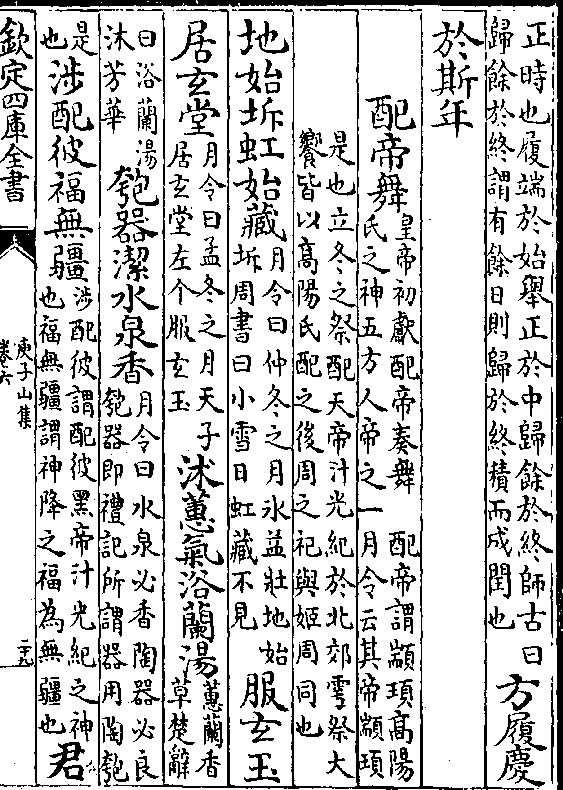 正時也履端於始舉正於中歸餘於終師古曰
歸餘於終謂有餘日則歸於終積而成閏也
方履慶
於斯年
配帝舞
皇帝初獻配帝奏舞 配帝謂顓頊高陽
氏之神五方人帝之一月令云其帝顓頊
是也立冬之祭配天帝汁光紀於北郊雩祭大
饗皆以高陽氏配之後周之祀與姬周同也
地始坼虹始藏
月令曰仲冬之月氷益壯地始
坼周書曰小雪日虹藏不見
服玄玉
居玄堂
月令曰孟冬之月天子
居玄堂左个服玄玉
沐蕙氣浴蘭湯
蕙蘭香
草楚辭
曰浴蘭湯
沐芳華
匏器潔水泉香
月令曰水泉必香陶器必良
匏器即禮記所謂器用陶匏
是
也
涉配彼福無疆
涉配彼謂配彼黑帝汁光紀之神
也福無疆謂神降之福為無疆也
君
欽定四庫全書
庾子山集
卷六
二十九